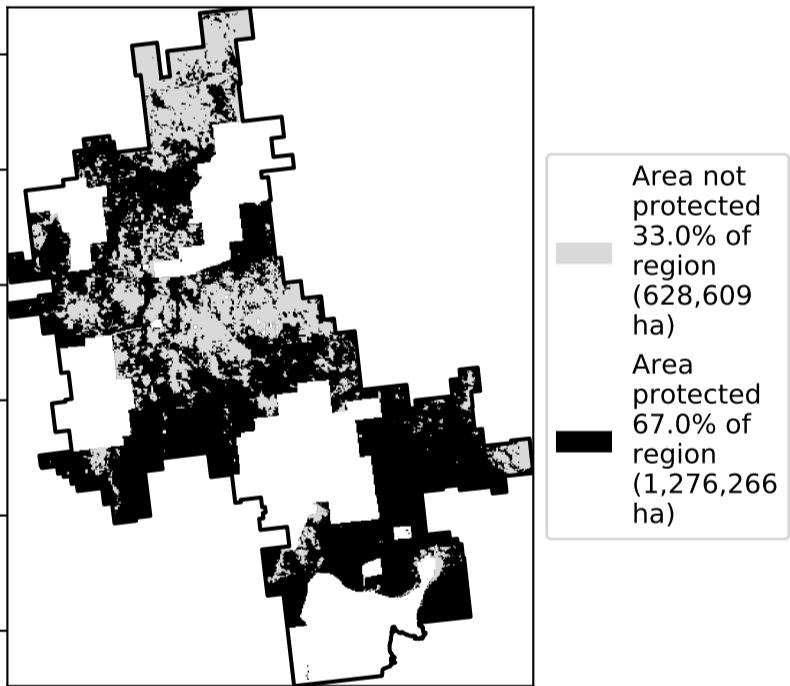 Area not
protected
33.0% of
region
(628,609
ha)
Area
protected
67.0% of
region
(1,276,266
ha)